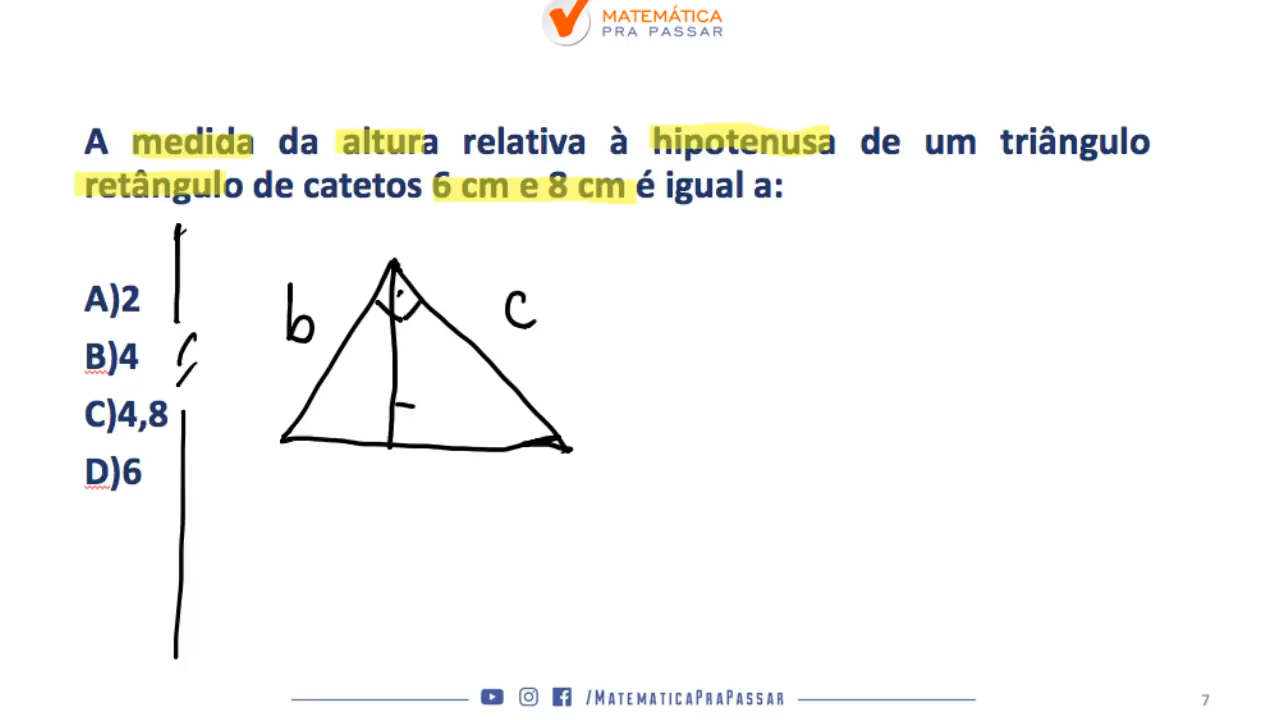 MATEMÁTICA
PRA PASSAR
A medida da altura relativa à hipotenusa de um triângulo
retângulo de catetos 6 cm e 8 cm é igual a:
A)2
B)4
C)4,8
D)6
b
c
/MATEMATICAPRAPASSAR
7